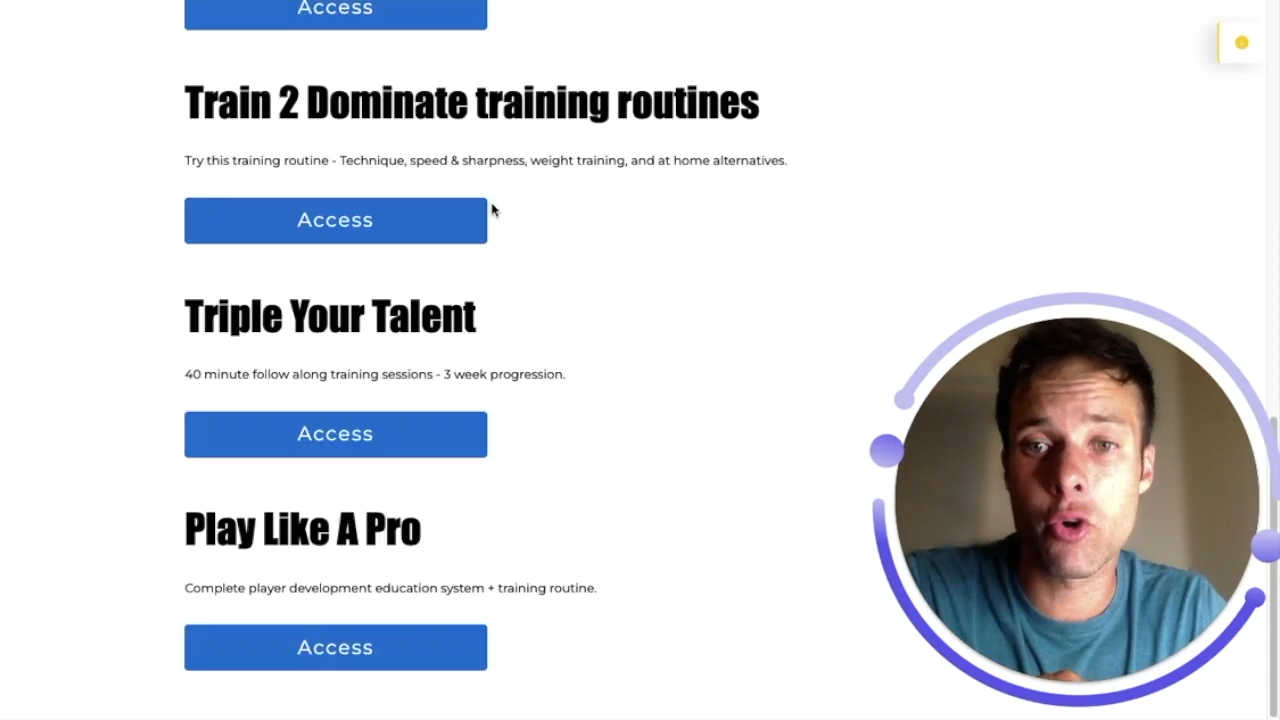 Access
Train 2 Dominate training routines
Try this training routine - Technique, speed & sharpness, weight training, and at home alternatives.
Access
Triple Your Talent
40 minute follow along training sessions - 3 week progression.
Access
Play Like A Pro
Complete player development education system + training routine.
Access